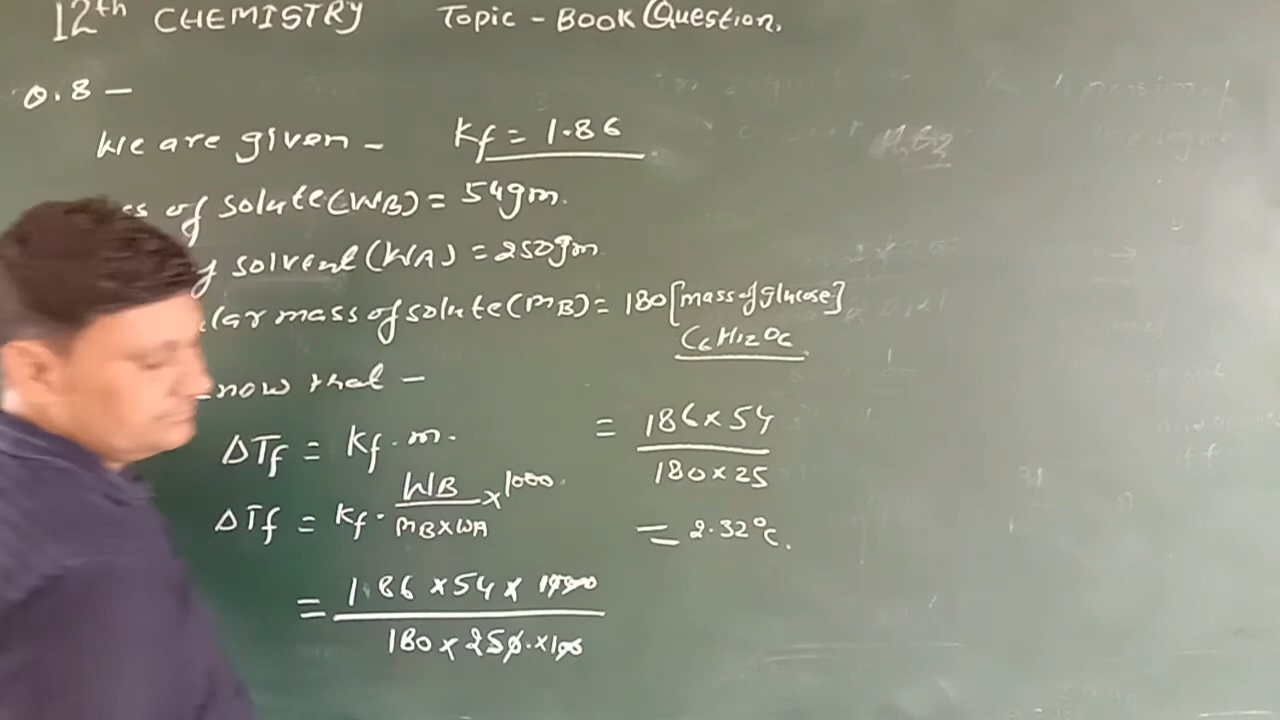 12th CHEMISTRY Topic - BOOK Question.
Q.8 -
We are given - Kf = 1.86
of solute (WB) = 54gm.
solvent (WA) = 250gm
mass of solute (MB) = 180 [mass of glucose]
C6H12O6
that -
ΔTf = Kf . m.
ΔTf = Kf . WB / MB×WA × 1000.
= 1.86 × 54 × 1000 / 180 × 250 . × 100
= 186 × 54 / 180 × 25
= 2.32°C.